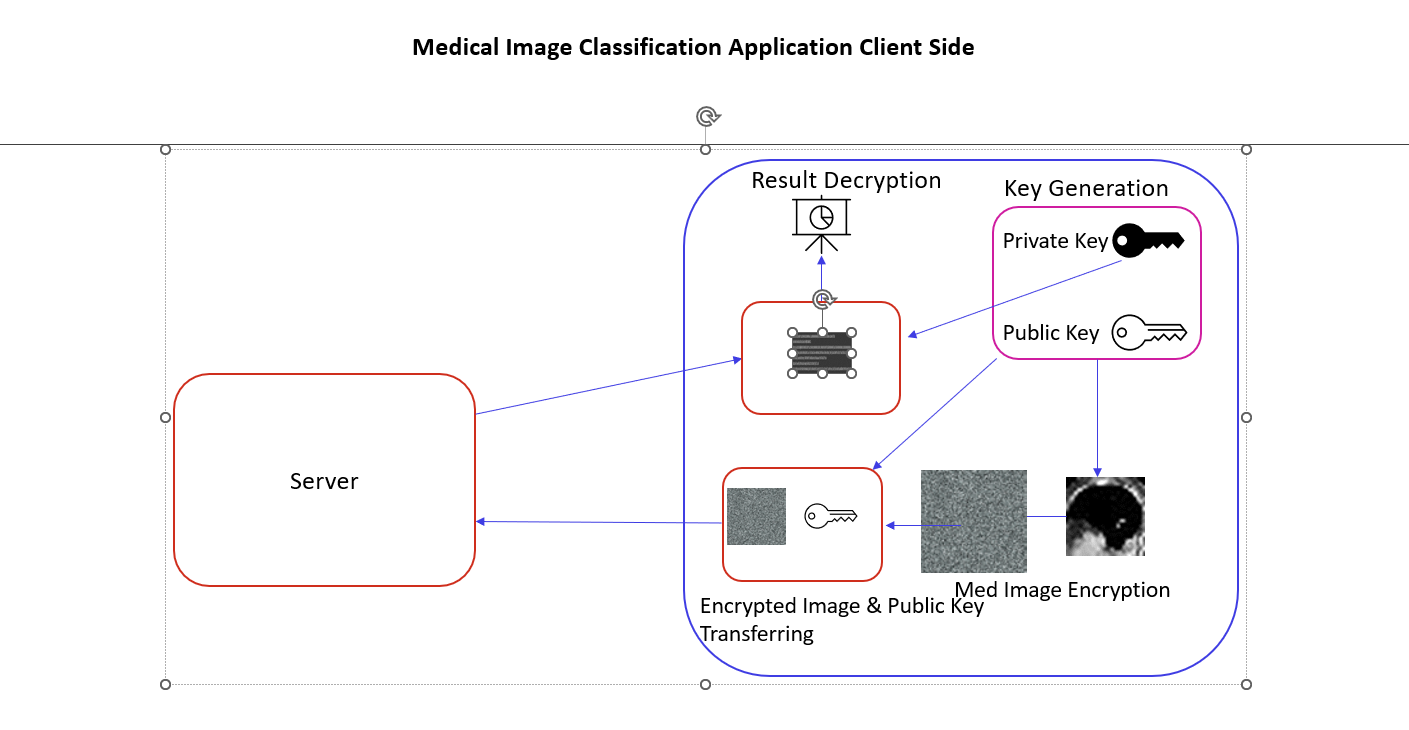 Medical Image Classification Application Client Side
Result Decryption
Key Generation
Private Key
Public Key
Server
Med Image Encryption
Encrypted Image & Public Key
Transferring